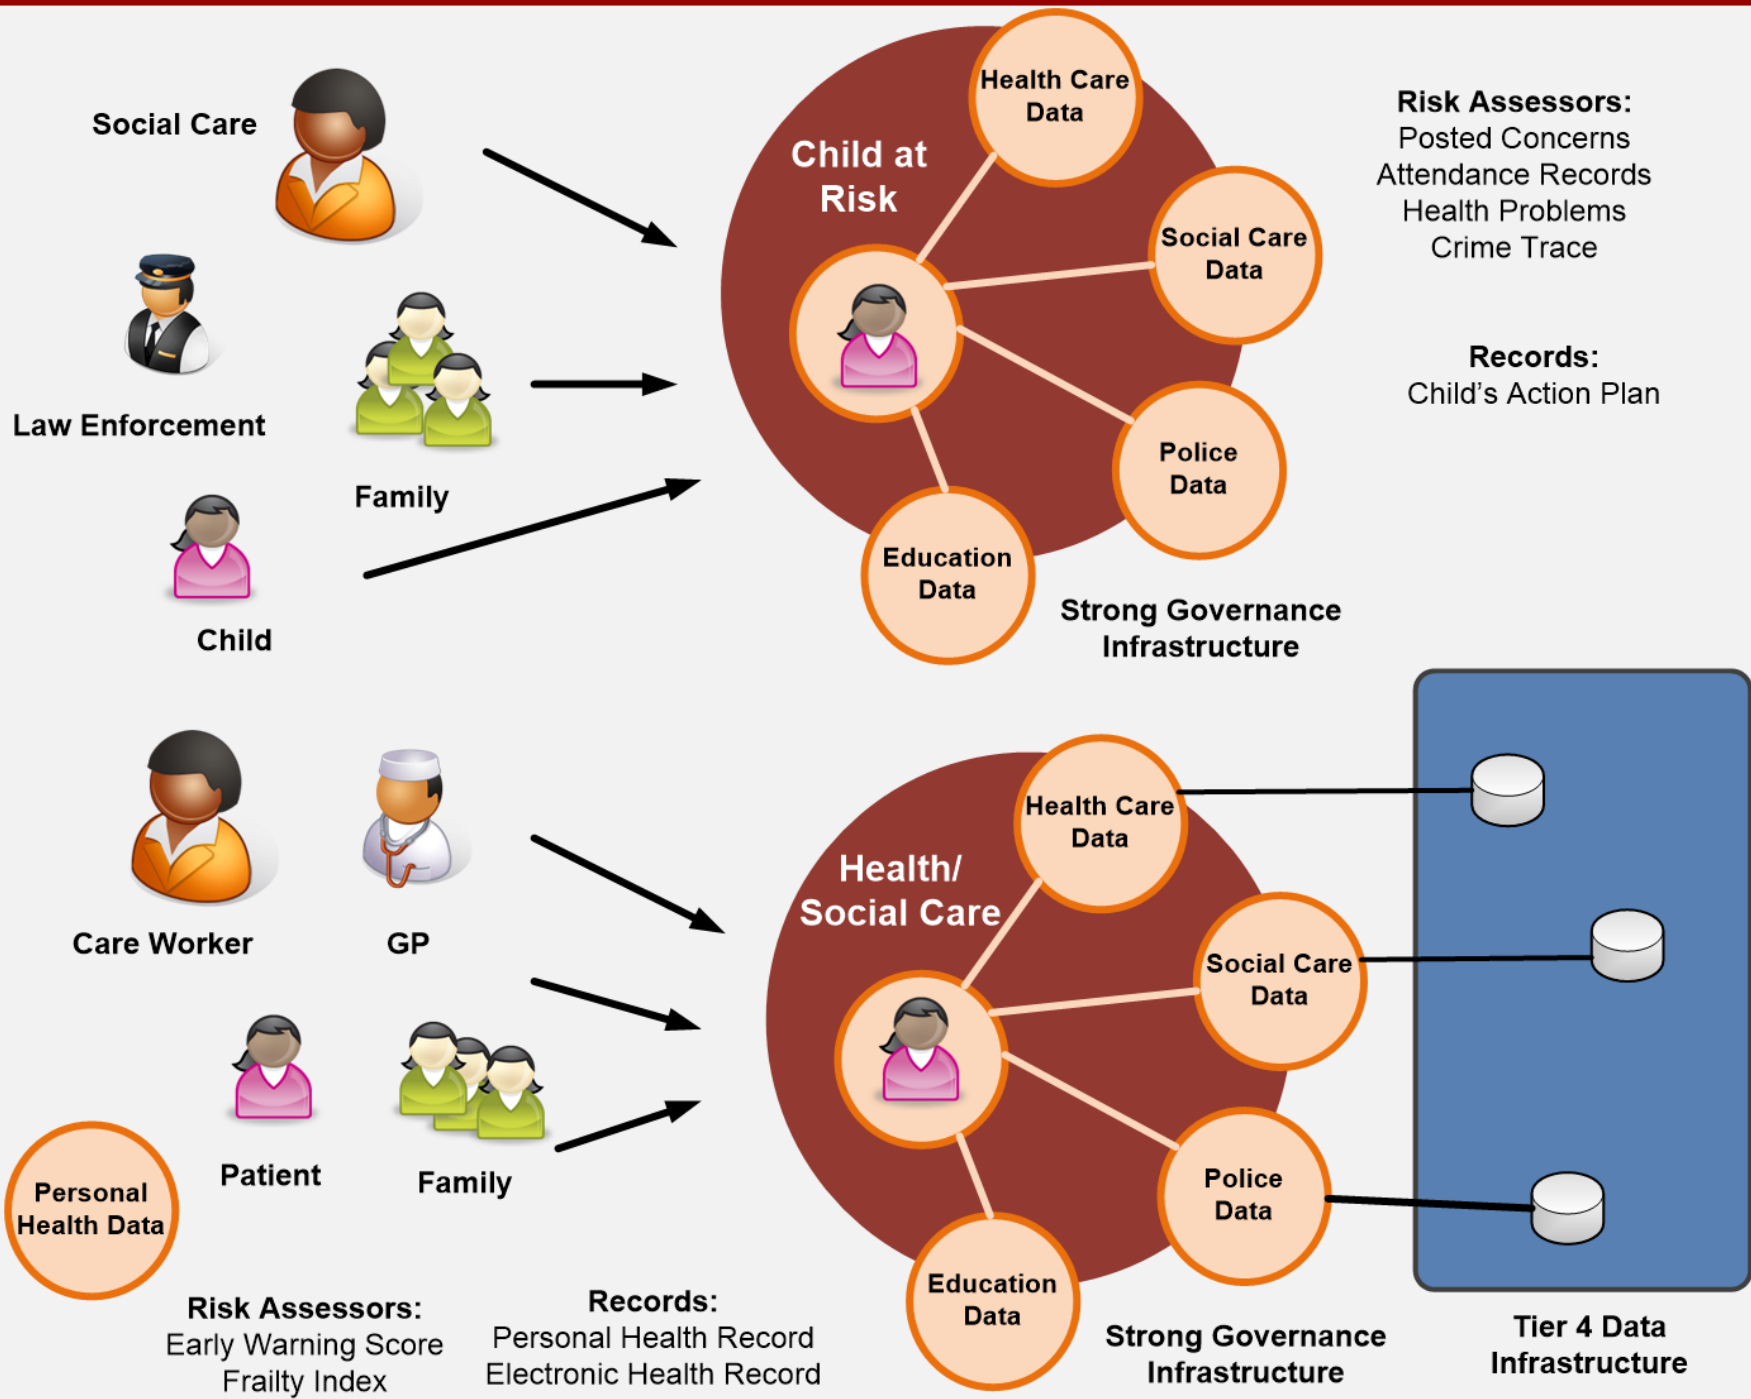 Social Care
Law Enforcement
Family
Child
Child at
Risk
Health Care
Data
Social Care
Data
Police
Data
Education
Data
Strong Governance
Infrastructure
Risk Assessors:
Posted Concerns
Attendance Records
Health Problems
Crime Trace
Records:
Child’s Action Plan
Care Worker
GP
Patient
Family
Personal
Health Data
Risk Assessors:
Early Warning Score
Frailty Index
Records:
Personal Health Record
Electronic Health Record
Health/
Social Care
Health Care
Data
Social Care
Data
Police
Data
Education
Data
Strong Governance
Infrastructure
Tier 4 Data
Infrastructure